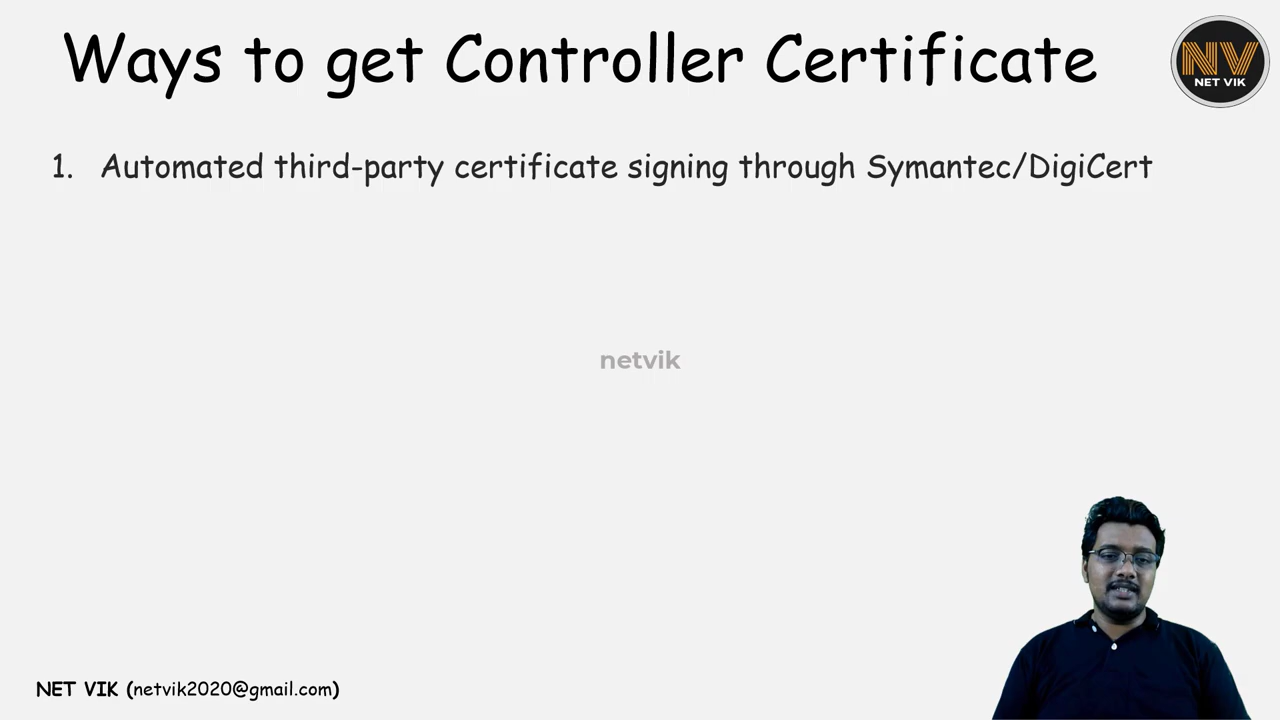 Ways to get Controller Certificate
NV
NET VIK
1. Automated third-party certificate signing through Symantec/DigiCert
netvik
NET VIK (netvik2020@gmail.com)